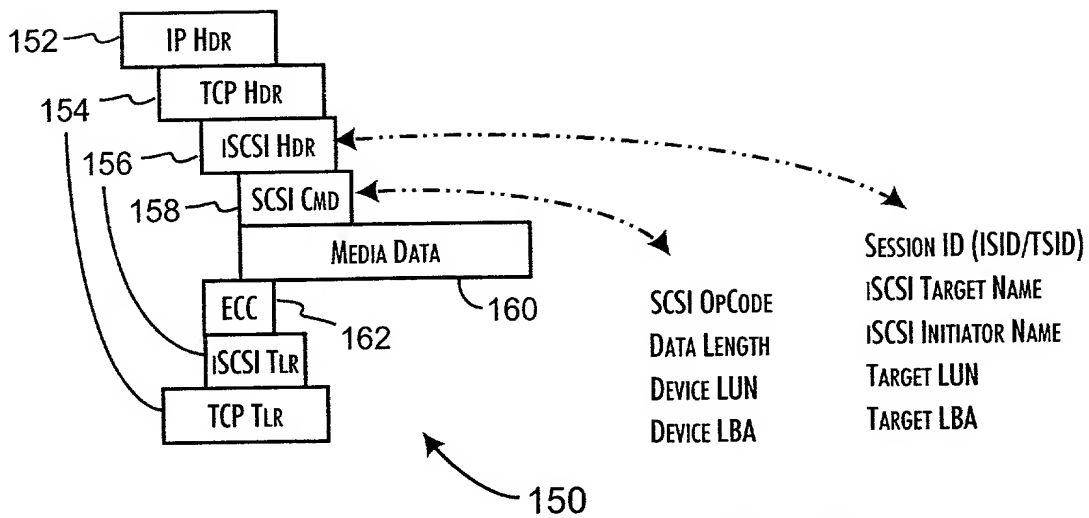 152
IP HDR
154
TCP HDR
156
iSCSI HDR
158
SCSI CMD
MEDIA DATA
160
ECC
162
iSCSI TLR
TCP TLR
150
SCSI OPCODE
DATA LENGTH
DEVICE LUN
DEVICE LBA
SESSION ID (ISID/TSID)
iSCSI TARGET NAME
iSCSI INITIATOR NAME
TARGET LUN
TARGET LBA